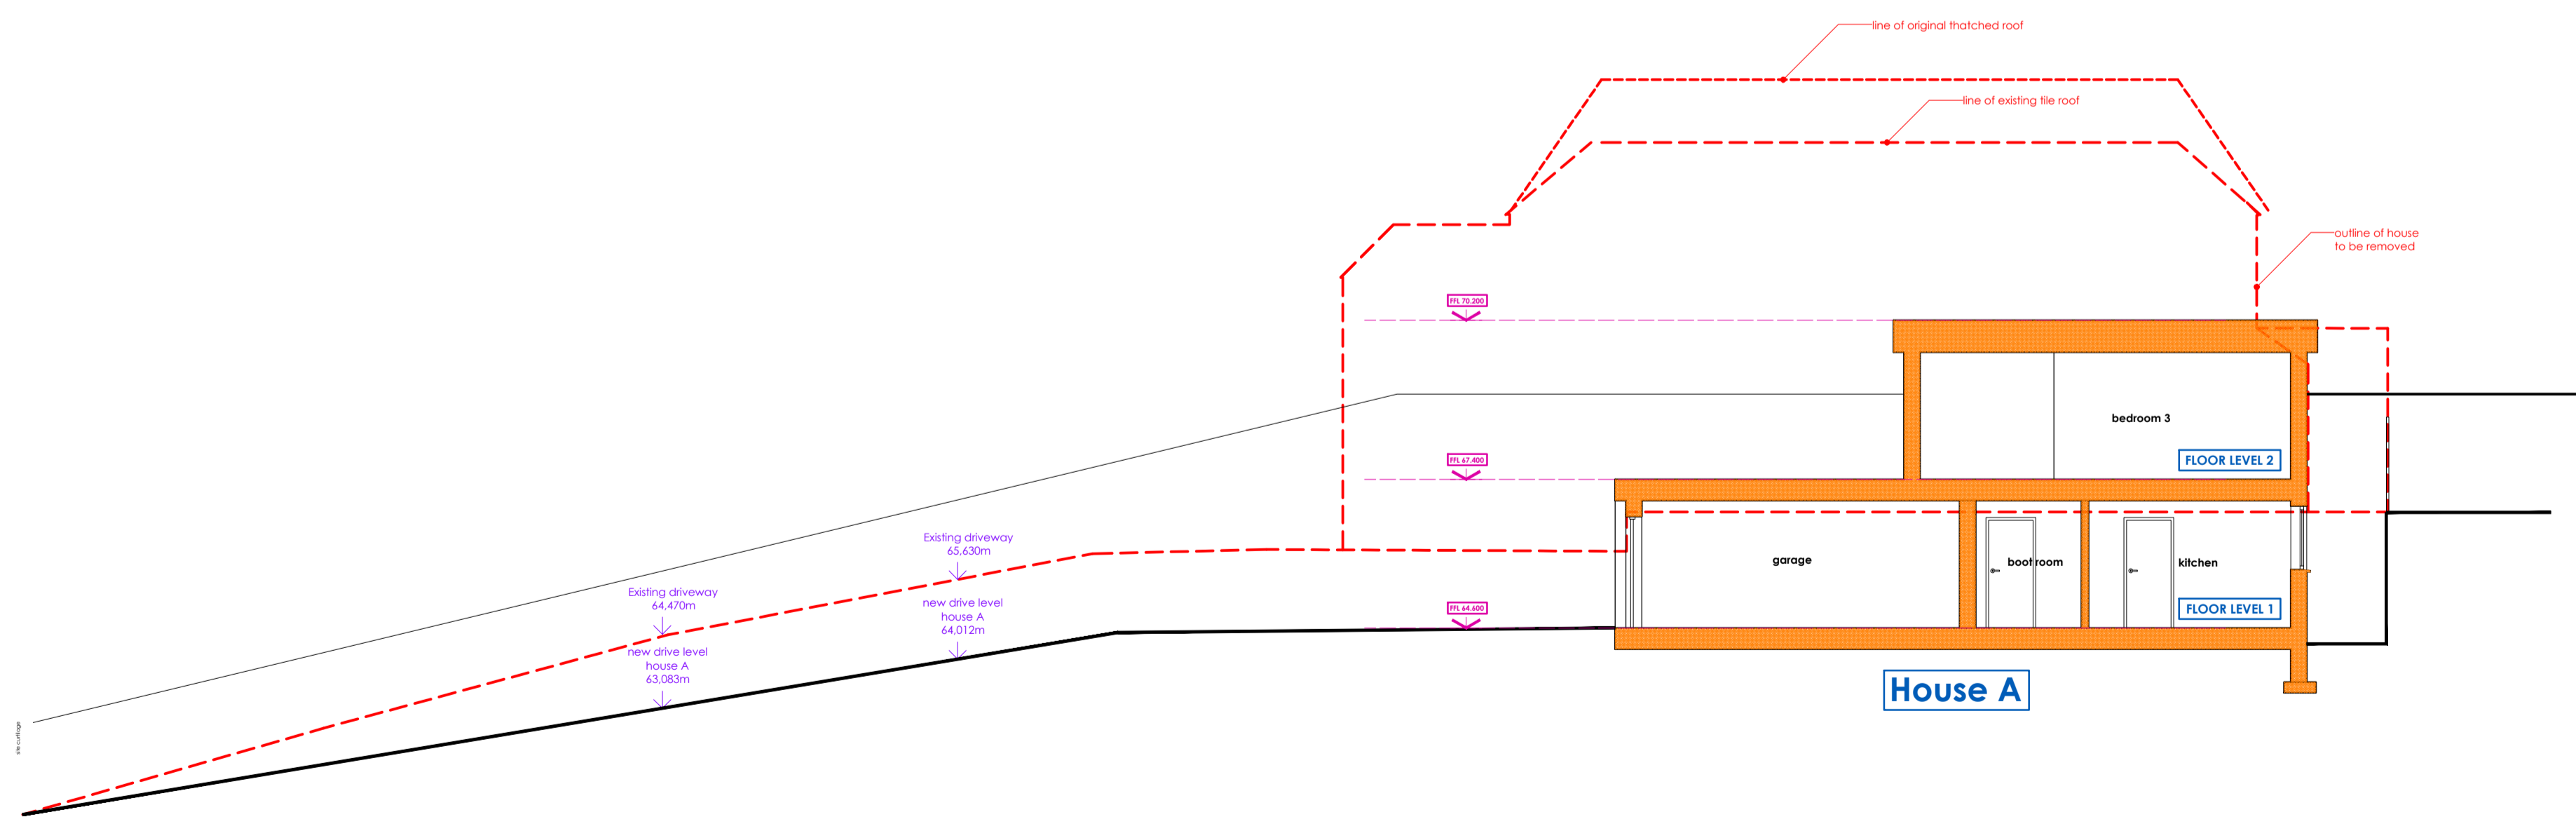 line of original thatched roof
line of existing tile roof
outline of house
to be removed
FFL 70.200
bedroom 3
FFL 67.400
FLOOR LEVEL 2
Existing driveway
65,630m
garage
boot room
kitchen
Existing driveway
64,470m
new drive level
house A
64,012m
FFL 64.600
FLOOR LEVEL 1
new drive level
house A
63,083m
House A
site curtilage